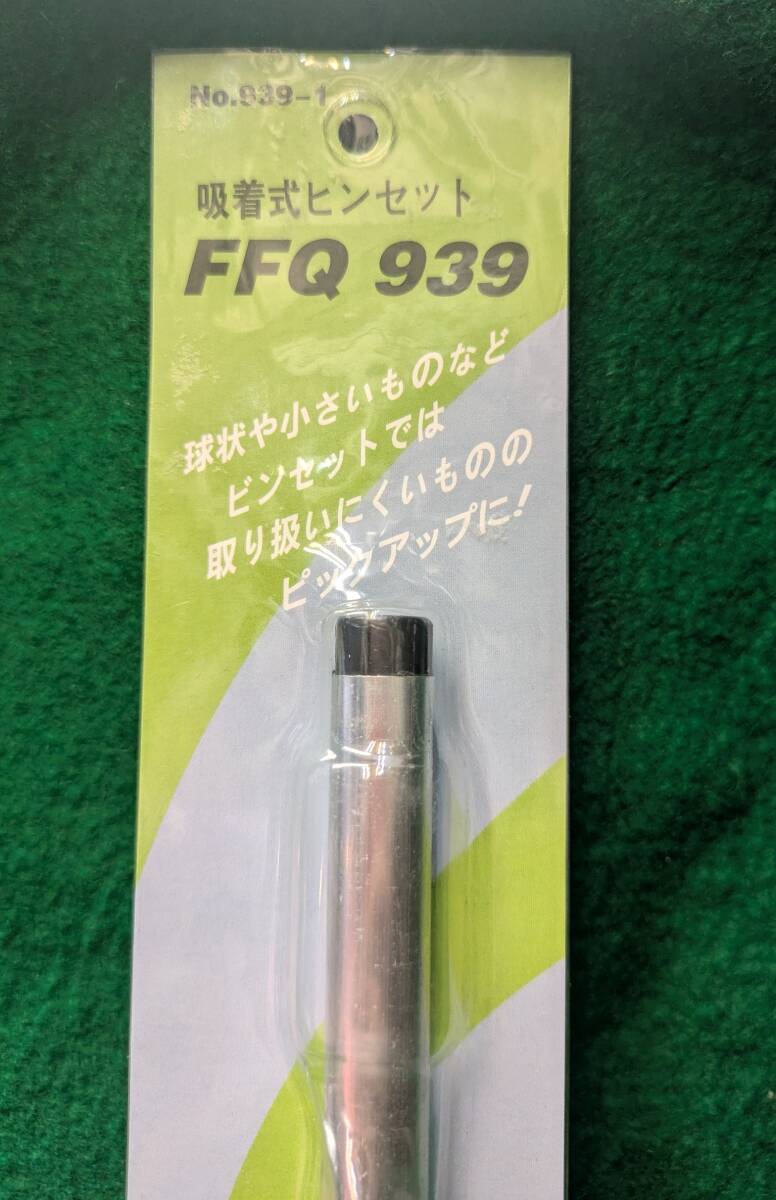 No.939-1
吸着式ピンセット
FFQ 939
球状や小さいものなど
ピンセットでは
取り扱いにくいものの
ピックアップに!